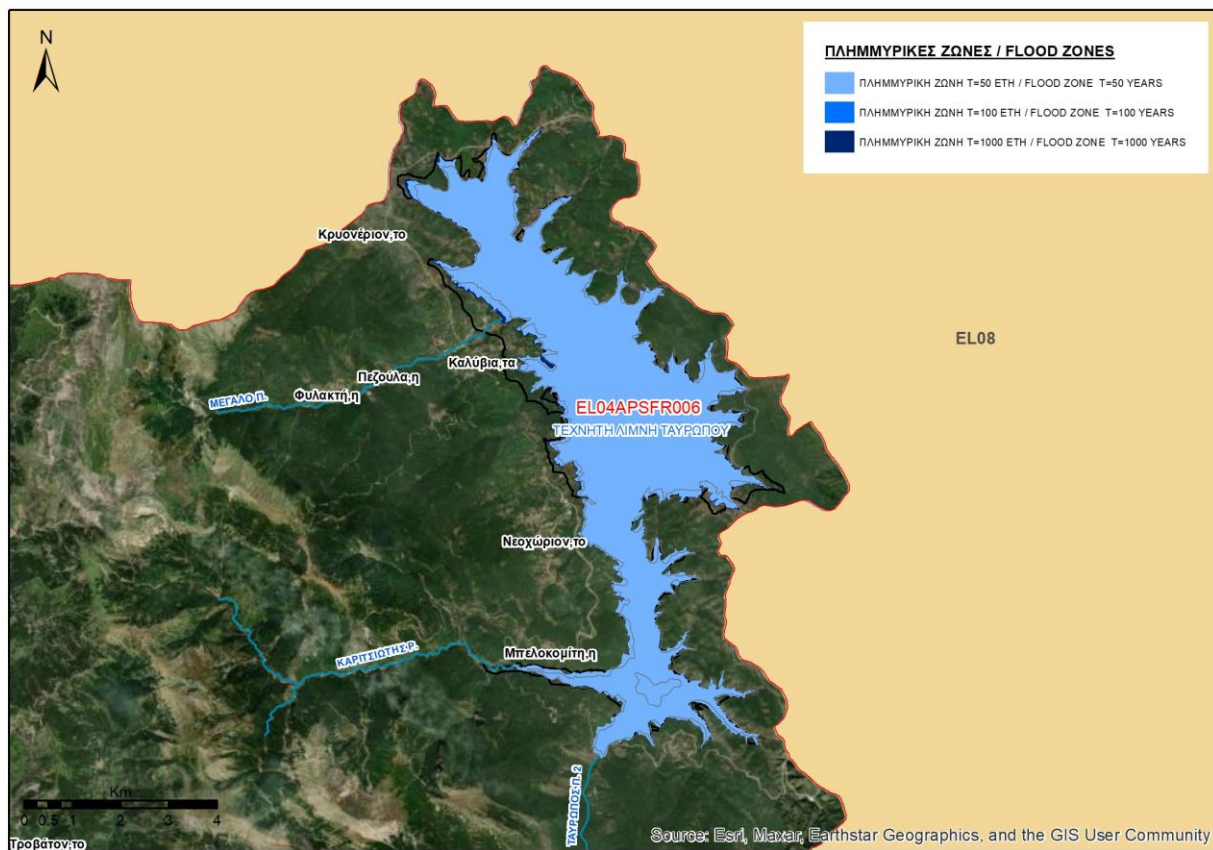 N
ΠΛΗΜΜΥΡΙΚΕΣ ΖΩΝΕΣ / FLOOD ZONES
ΠΛΗΜΜΥΡΙΚΗ ΖΩΝΗ T=50 ΕΤΗ / FLOOD ZONE T=50 YEARS
ΠΛΗΜΜΥΡΙΚΗ ΖΩΝΗ T=100 ΕΤΗ / FLOOD ZONE T=100 YEARS
ΠΛΗΜΜΥΡΙΚΗ ΖΩΝΗ T=1000 ΕΤΗ / FLOOD ZONE T=1000 YEARS
Κρυονέριον,το
EL08
Καλύβια,τα
Πεζούλα,η
Φυλακτή,η
ΜΕΓΑΛΟ Π.
EL04APSFR006
ΤΕΧΝΗΤΗ ΛΙΜΝΗ ΤΑΥΡΩΠΟΥ
Νεοχώριον,το
Μπελοκομίτη,η
ΚΑΡΙΤΣΙΩΤΗΣ Ρ.
ΤΑΥΡΩΠΟΣ Π. 2
Km
0 0.5 1 2 3 4
Τροβάτον,το
Source: Esri, Maxar, Earthstar Geographics, and the GIS User Community